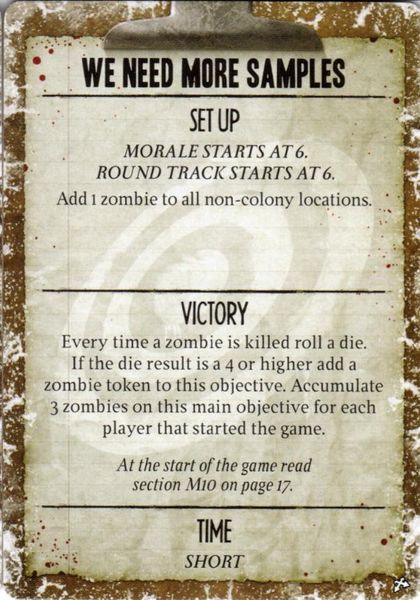 WE NEED MORE SAMPLES
SET UP
MORALE STARTS AT 6.
ROUND TRACK STARTS AT 6.
Add 1 zombie to all non-colony locations.
VICTORY
Every time a zombie is killed roll a die.
If the die result is a 4 or higher add a
zombie token to this objective. Accumulate
3 zombies on this main objective for each
player that started the game.
At the start of the game read
section M10 on page 17.
TIME
SHORT